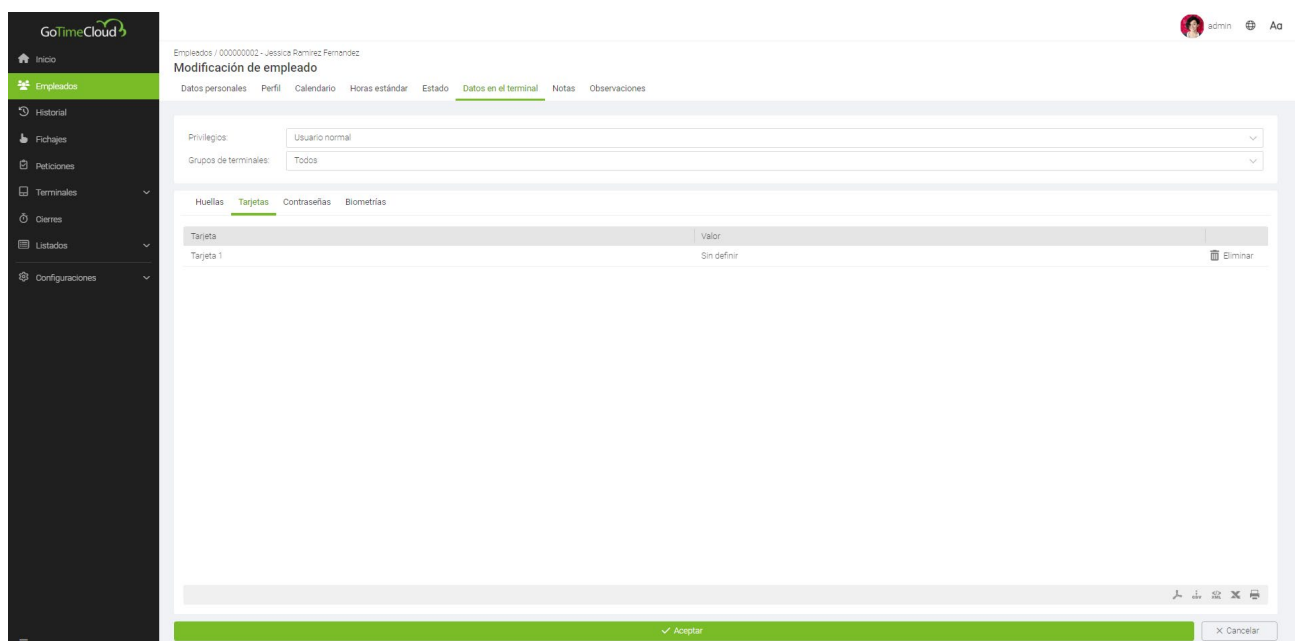 GoTimeCloud
admin
Aα
Inicio
Empleados
Historial
Fichajes
Peticiones
Terminales
Cierres
Listados
Configuraciones
Empleados / 000000002 - Jessica Ramirez Fernandez
Modificación de empleado
Datos personales Perfil Calendario Horas estándar Estado Datos en el terminal Notas Observaciones
Privilegios: Usuario normal
Grupos de terminales: Todos
Huellas Tarjetas Contraseñas Biometrías
Tarjeta Valor
Tarjeta 1 Sin definir Eliminar
Aceptar Cancelar